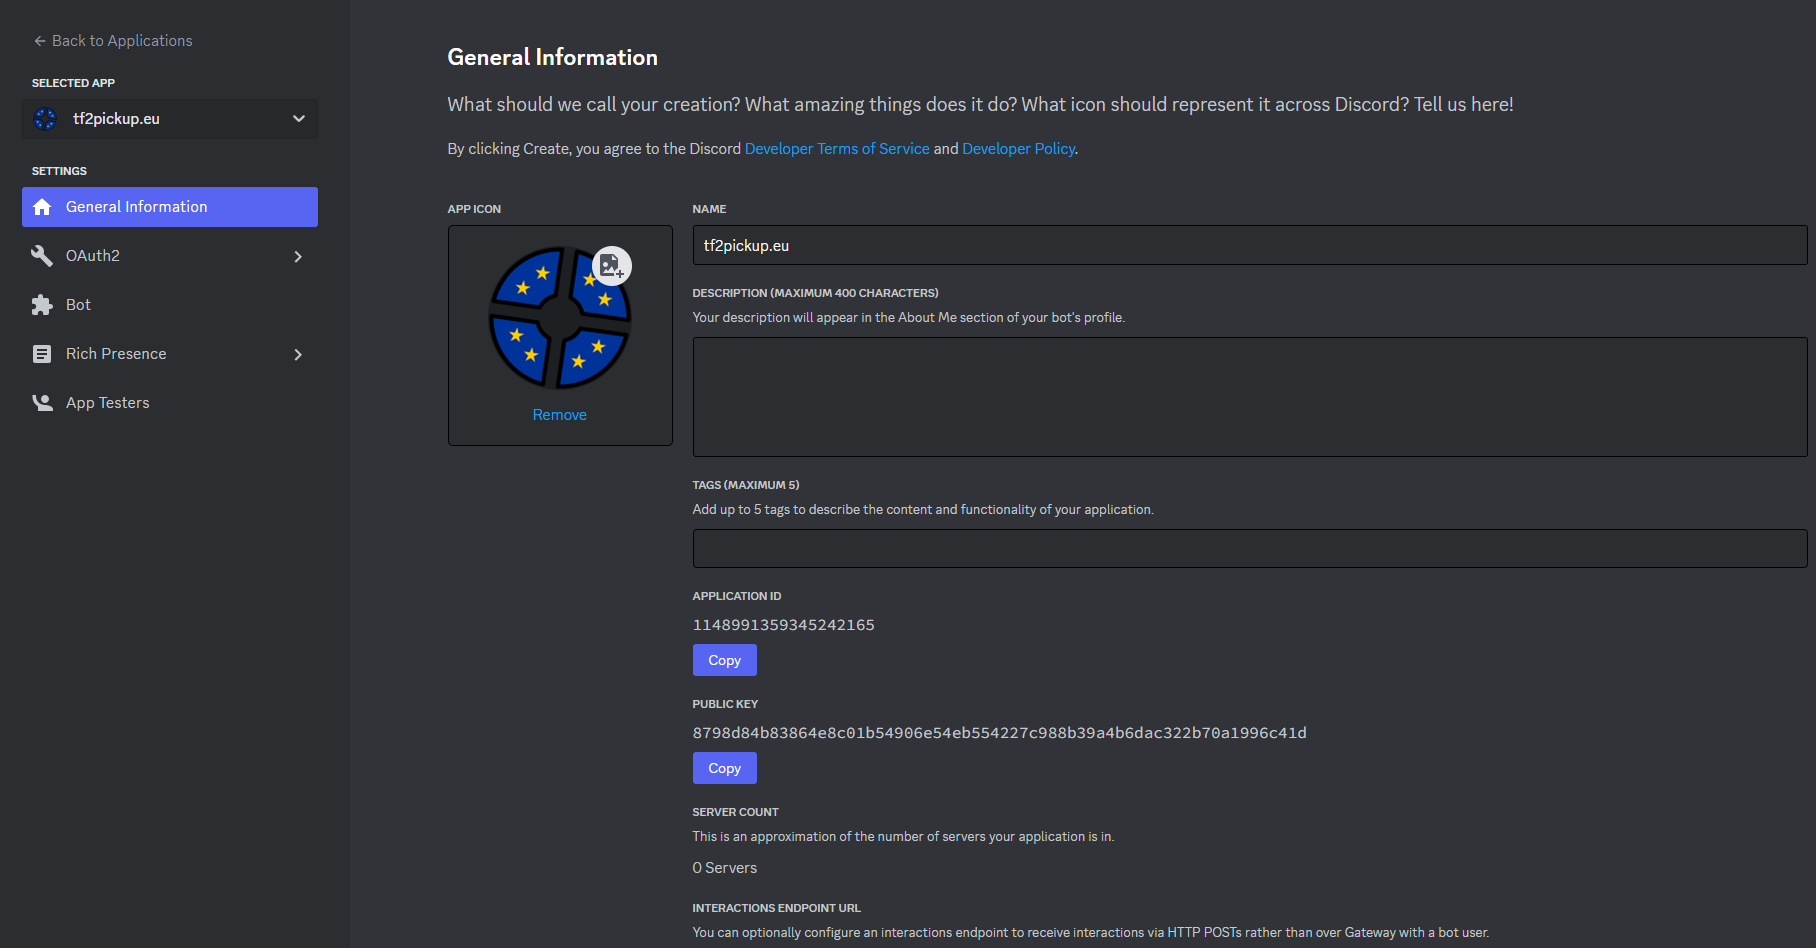 Back to Applications
SELECTED APP
tf2pickup.eu
SETTINGS
General Information
OAuth2
Bot
Rich Presence
App Testers
General Information
What should we call your creation? What amazing things does it do? What icon should represent it across Discord? Tell us here!
By clicking Create, you agree to the Discord Developer Terms of Service and Developer Policy.
APP ICON
Remove
NAME
tf2pickup.eu
DESCRIPTION (MAXIMUM 400 CHARACTERS)
Your description will appear in the About Me section of your bot's profile.
TAGS (MAXIMUM 5)
Add up to 5 tags to describe the content and functionality of your application.
APPLICATION ID
1148991359345242165
Copy
PUBLIC KEY
8798d84b83864e8c01b54906e54eb554227c988b39a4b6dac322b70a1996c41d
Copy
SERVER COUNT
This is an approximation of the number of servers your application is in.
0 Servers
INTERACTIONS ENDPOINT URL
You can optionally configure an interactions endpoint to receive interactions via HTTP POSTs rather than over Gateway with a bot user.